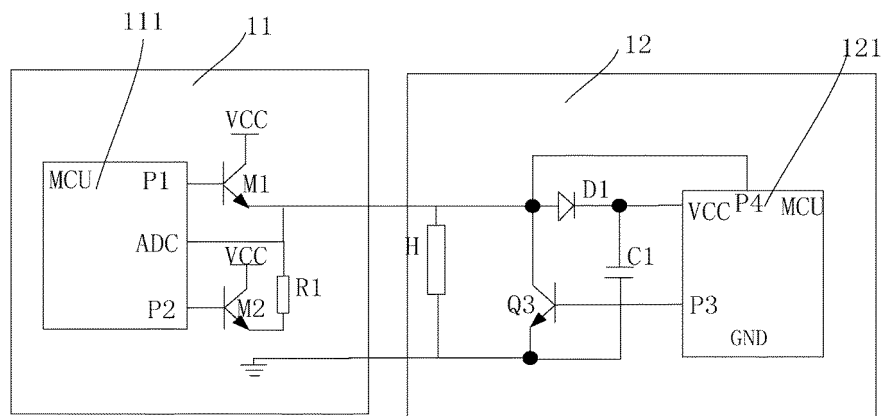 111
11
12
121
VCC
MCU
P1
M1
ADC
VCC
P2
M2
R1
H
D1
VCC
P4
MCU
C1
Q3
P3
GND